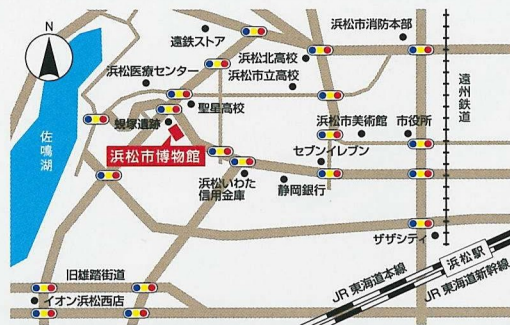 N
遠鉄ストア
浜松市消防本部
浜松北高校
浜松医療センター
浜松市立高校
遠州鉄道
聖星高校
蜆塚遺跡
浜松市美術館
市役所
佐鳴湖
浜松市博物館
セブンイレブン
浜松いわた
信用金庫
静岡銀行
ザザシティ
浜松駅
JR 東海道本線
JR 東海道新幹線
旧雄踏街道
イオン浜松西店